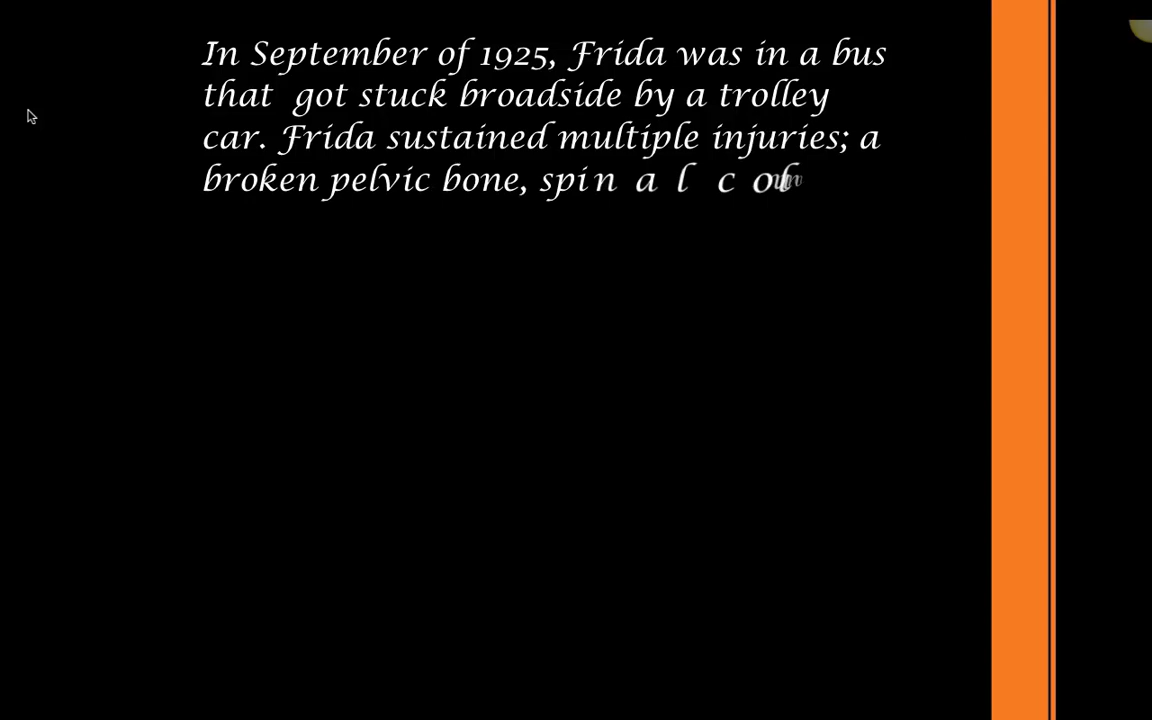 In September of 1925, Frida was in a bus
that got stuck broadside by a trolley
car. Frida sustained multiple injuries; a
broken pelvic bone, spinal